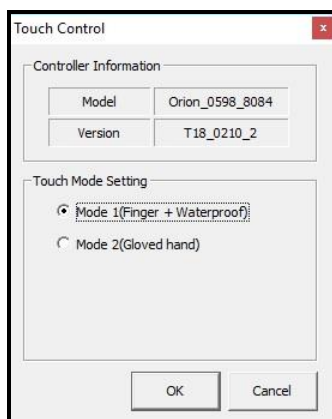 Touch Control
x
Controller Information
Model Orion_0598_8084
Version T18_0210_2
Touch Mode Setting
Mode 1(Finger + Waterproof)
Mode 2(Gloved hand)
OK Cancel